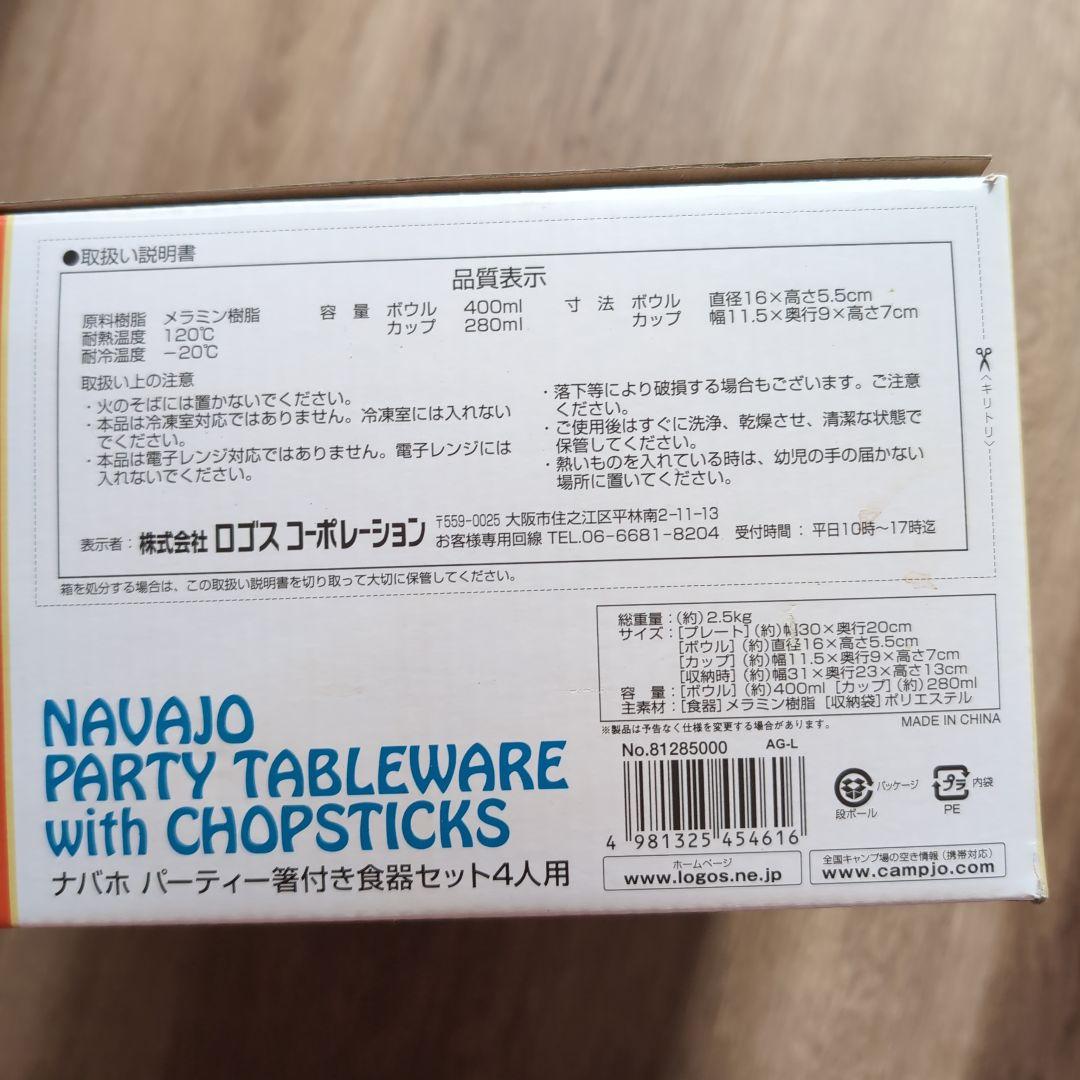 ●取扱い説明書
品質表示
原料樹脂 メラミン樹脂
耐熱温度 120℃
耐冷温度 -20℃
容量 ボウル 400ml
カップ 280ml
寸法 ボウル 直径16×高さ5.5cm
カップ 幅11.5×奥行9×高さ7cm
取扱い上の注意
・火のそばには置かないでください。
・本品は冷凍室対応ではありません。冷凍室には入れない
でください。
・本品は電子レンジ対応ではありません。電子レンジには
入れないでください。
・落下等により破損する場合もございます。ご注意
ください。
・ご使用後はすぐに洗浄、乾燥させ、清潔な状態で
保管してください。
・熱いものを入れている時は、幼児の手の届かない
場所に置いてください。
表示者：株式会社 ロゴス コーポレーション 〒559-0025 大阪市住之江区平林南2-11-13
お客様専用回線 TEL.06-6681-8204 受付時間：平日10時〜17時迄
箱を処分する場合は、この取扱い説明書を切り取って大切に保管してください。
<キリトリ>
総重量：(約)2.5kg
サイズ：[プレート](約)幅30×奥行20cm
[ボウル](約)直径16×高さ5.5cm
[カップ](約)幅11.5×奥行9×高さ7cm
[収納時](約)幅31×奥行23×高さ13cm
容量：[ボウル](約)400ml [カップ](約)280ml
主素材：[食器]メラミン樹脂 [収納袋]ポリエステル
※製品は予告なく仕様を変更する場合があります。
MADE IN CHINA
No.81285000 AG-L
4 981325 454616
段ボール
パッケージ
プラ
PE
内袋
ホームページ
www.logos.ne.jp
全国キャンプ場の空き情報（携帯対応）
www.campjo.com
NAVAJO
PARTY TABLEWARE
with CHOPSTICKS
ナバホ パーティー箸付き食器セット4人用